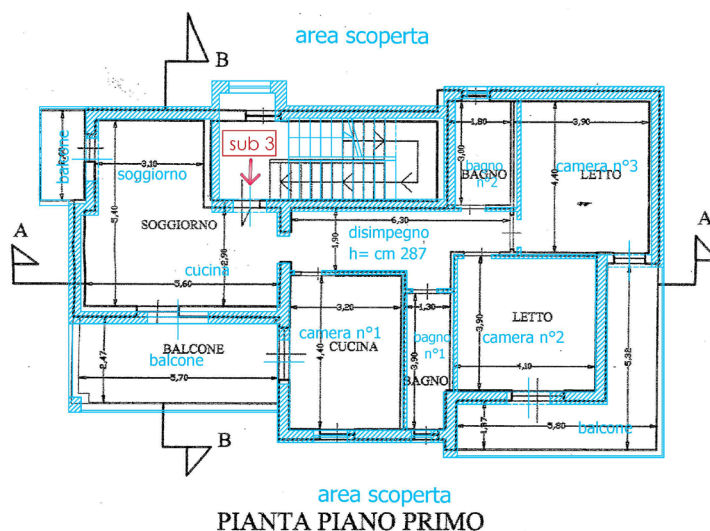 area scoperta
B
sub 3
1,80
3,90
balcone
3,10
soggiorno
3,00
bagno
n°2
BAGNO
camera n°3
LETTO
4,40
5,40
SOGGIORNO
2,90
1,90
6,30
disimpegno
h= cm 287
A
A
cucina
5,60
3,20
1,30
camera n°1
CUCINA
4,40
bagno
n°1
3,90
BAGNO
3,90
LETTO
camera n°2
4,10
5,32
BALCONE
balcone
2,47
5,70
1,37
5,80
balcone
B
area scoperta
PIANTA PIANO PRIMO